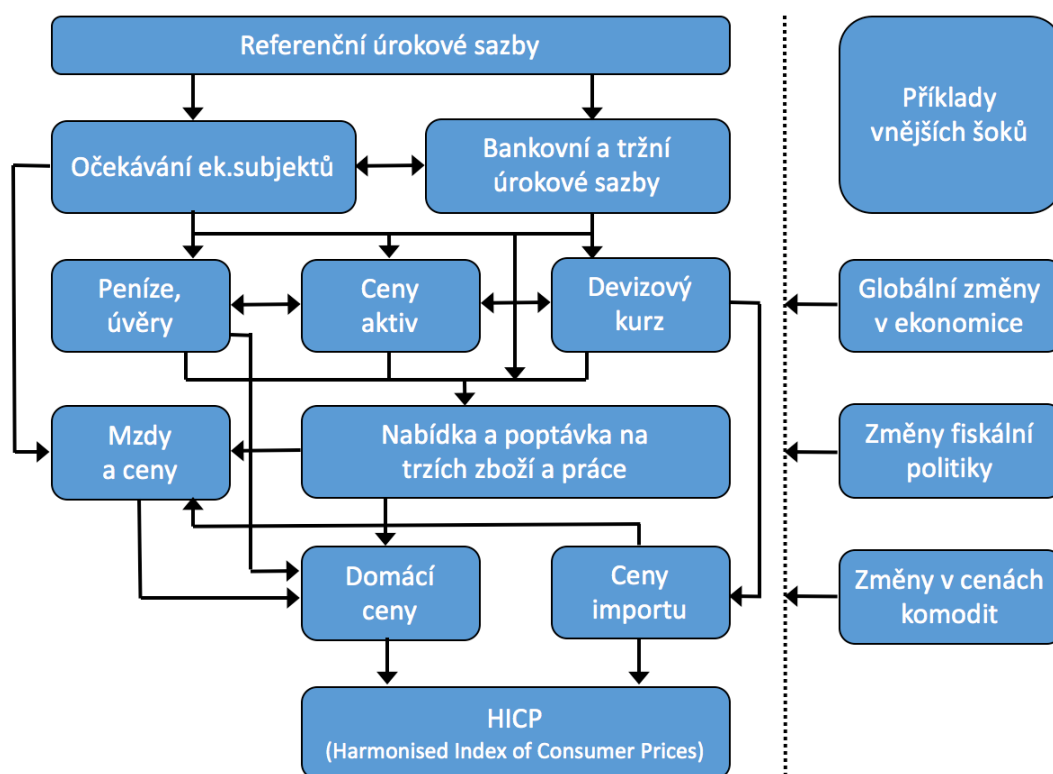 Referenční úrokové sazby
Příklady
vnějších šoků
Očekávání ek.subjektů
Bankovní a tržní
úrokové sazby
Peníze,
úvěry
Ceny
aktiv
Devizový
kurz
Globální změny
v ekonomice
Mzdy
a ceny
Nabídka a poptávka na
trzích zboží a práce
Změny fiskální
politiky
Domácí
ceny
Ceny
importu
Změny v cenách
komodit
HICP
(Harmonised Index of Consumer Prices)